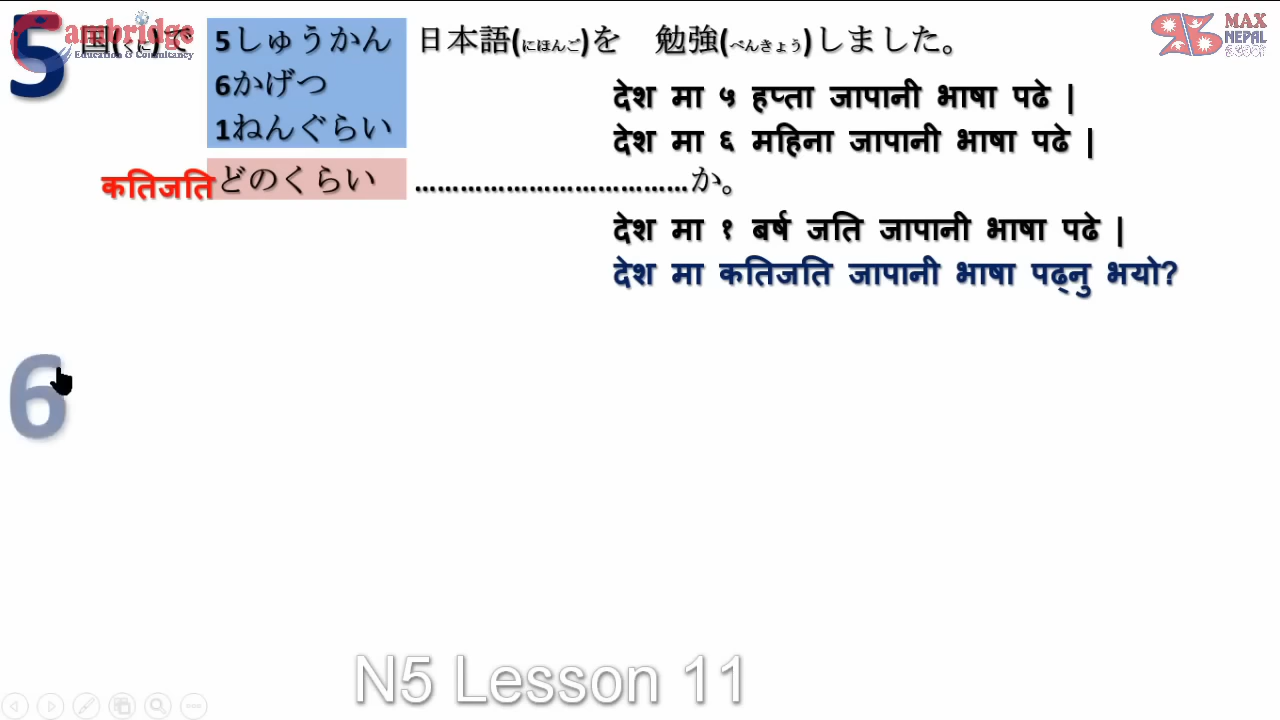 5
Cambridge
Education & Consultancy
MAX
NEPAL
国(くに)で 5しゅうかん 日本語(にほんご)を 勉強(べんきょう)しました。
6かげつ
1ねんぐらい
देश मा ५ हप्ता जापानी भाषा पढे |
देश मा ६ महिना जापानी भाषा पढे |
कतिजति どのくらい ………………………………か。
देश मा १ बर्ष जति जापानी भाषा पढे |
देश मा कतिजति जापानी भाषा पढ्नु भयो?
6
N5 Lesson 11